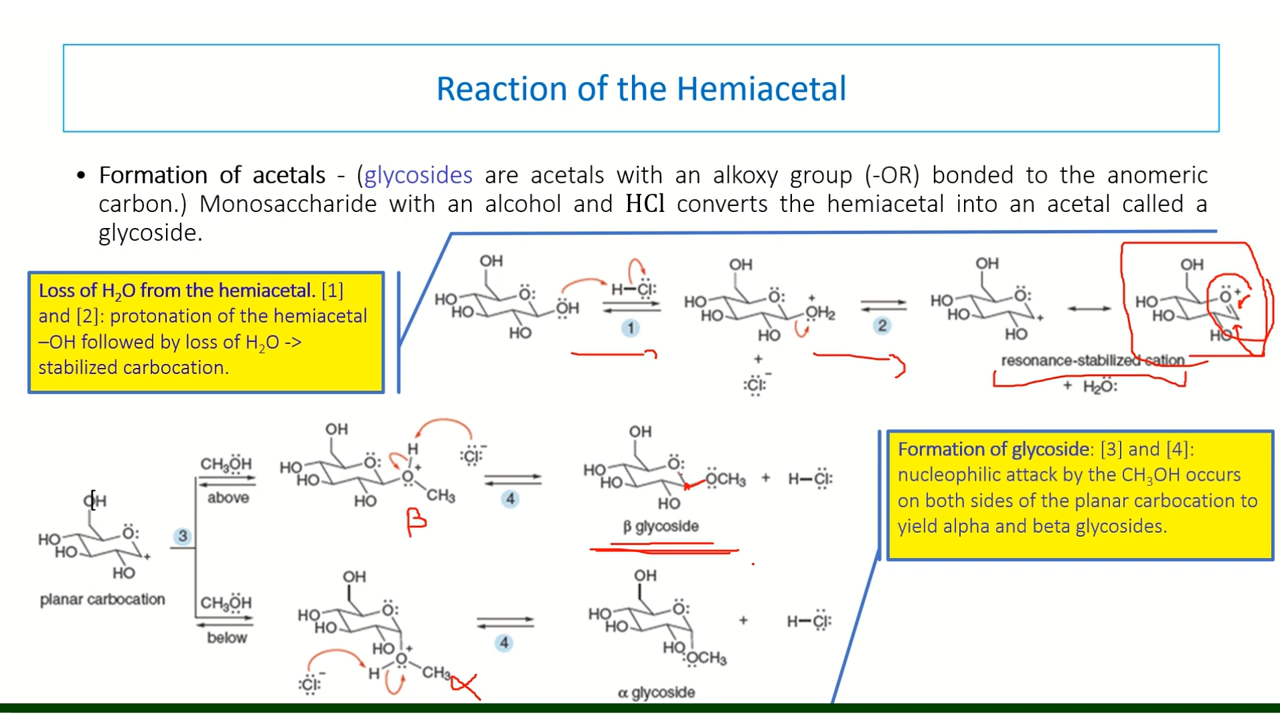 Reaction of the Hemiacetal
• Formation of acetals - (glycosides are acetals with an alkoxy group (-OR) bonded to the anomeric
carbon.) Monosaccharide with an alcohol and HCl converts the hemiacetal into an acetal called a
glycoside.
Loss of H₂O from the hemiacetal. [1]
and [2]: protonation of the hemiacetal
–OH followed by loss of H₂O ->
stabilized carbocation.
OH
HO
HO
Ö:
ÖH
HO
H–C̈l:
1
OH
HO
HO
Ö:
+
OH₂
HO
+
:Cl:⁻
2
OH
HO
HO
Ö:
+
HO
OH
HO
HO
O+
HO
resonance-stabilized cation
+ H₂Ö:
OH
HO
HO
Ö:
+
HO
planar carbocation
3
CH₃ÖH
above
CH₃ÖH
below
OH
HO
HO
Ö:
H
O+
HO
CH₃
:Cl:⁻
β
4
OH
HO
HO
Ö:
ÖCH₃
HO
+ H–Cl:
β glycoside
Formation of glycoside: [3] and [4]:
nucleophilic attack by the CH₃OH occurs
on both sides of the planar carbocation to
yield alpha and beta glycosides.
OH
HO
HO
Ö:
HO
+
O
H
CH₃
:Cl:⁻
α
4
OH
HO
HO
Ö:
HO
:OCH₃
+ H–Cl:
α glycoside